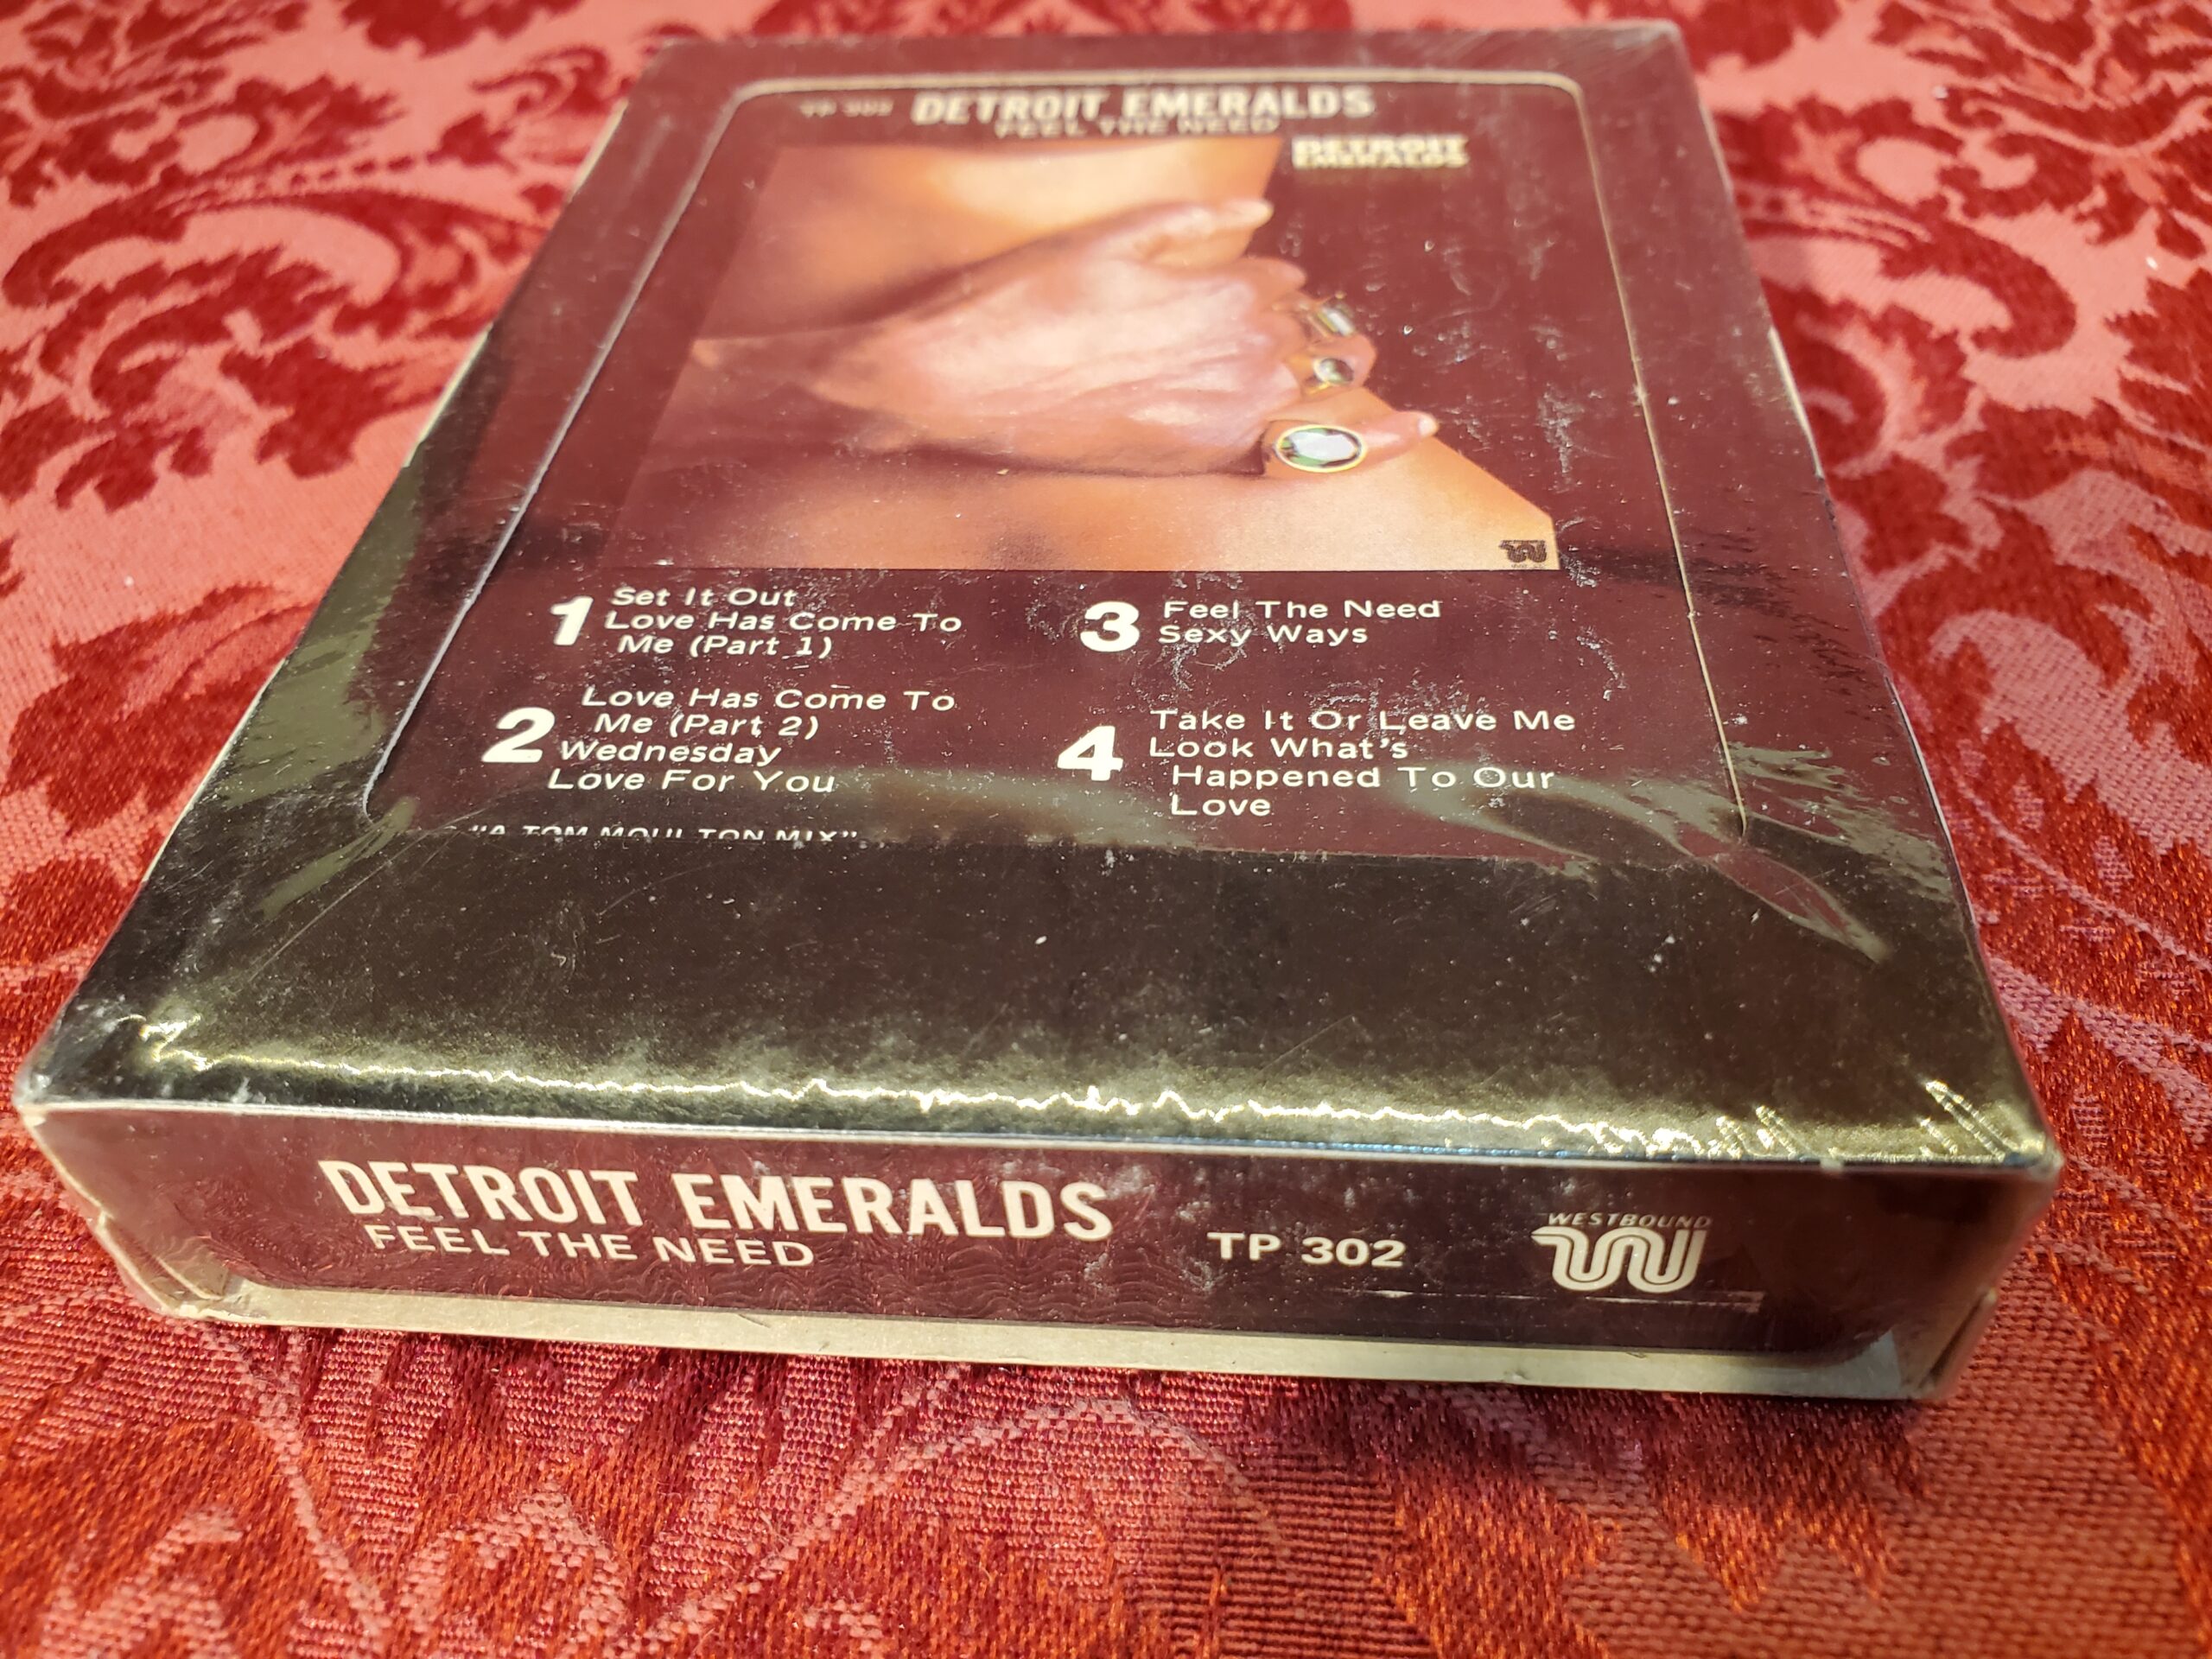 TP 302 DETROIT EMERALDS
FEEL THE NEED
DETROIT
EMERALDS
1 Set It Out
Love Has Come To
Me (Part 1)
2 Love Has Come To
Me (Part 2)
Wednesday
Love For You
3 Feel The Need
Sexy Ways
4 Take It Or Leave Me
Look What's
Happened To Our
Love
"A TOM MOULTON MIX"
DETROIT EMERALDS
FEEL THE NEED
TP 302
WESTBOUND
W